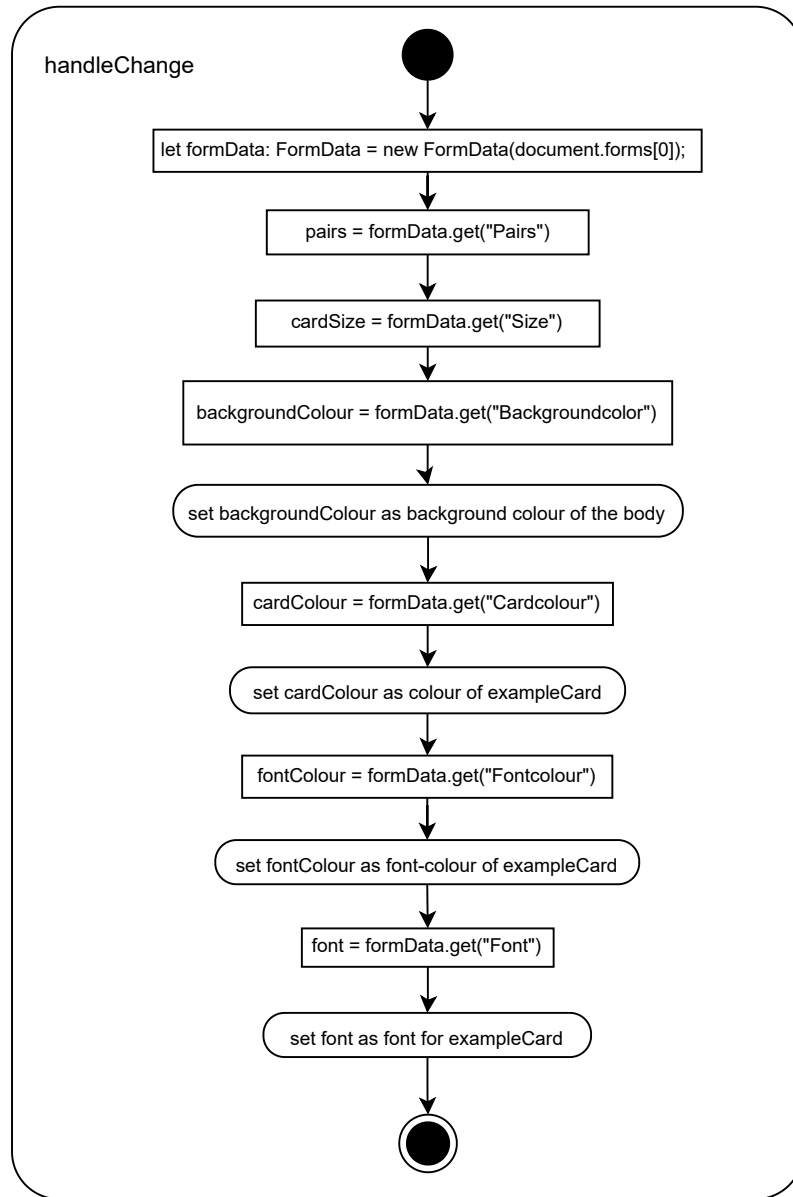 handleChange
let formData: FormData = new FormData(document.forms[0]);
pairs = formData.get("Pairs")
cardSize = formData.get("Size")
backgroundColour = formData.get("Backgroundcolor")
set backgroundColour as background colour of the body
cardColour = formData.get("Cardcolour")
set cardColour as colour of exampleCard
fontColour = formData.get("Fontcolour")
set fontColour as font-colour of exampleCard
font = formData.get("Font")
set font as font for exampleCard